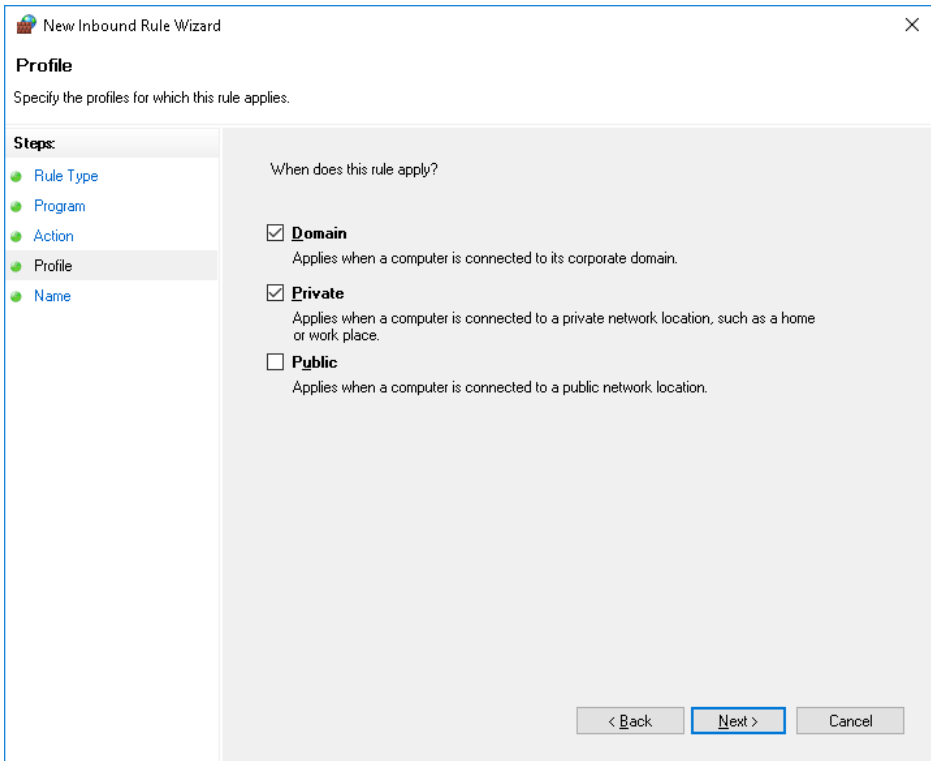 New Inbound Rule Wizard
Profile
Specify the profiles for which this rule applies.
Steps:
Rule Type
Program
Action
Profile
Name
When does this rule apply?
Domain
Applies when a computer is connected to its corporate domain.
Private
Applies when a computer is connected to a private network location, such as a home
or work place.
Public
Applies when a computer is connected to a public network location.
< Back
Next >
Cancel